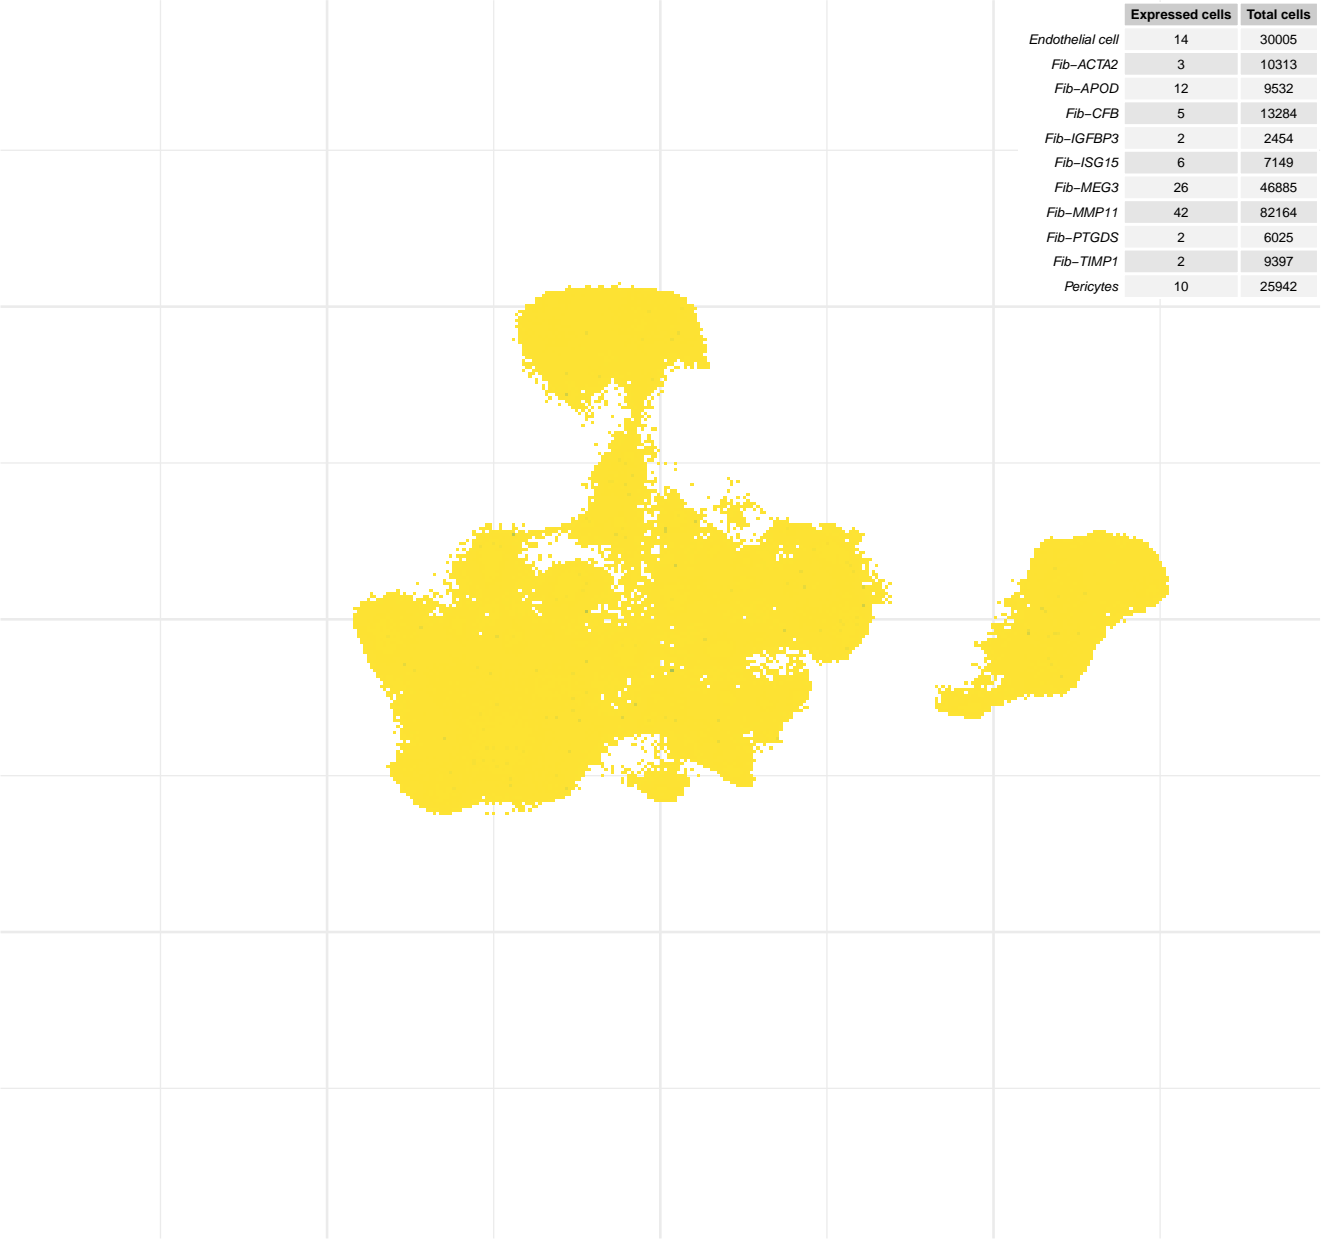 Expressed cells Total cells
Endothelial cell 14 30005
Fib−ACTA2 3 10313
Fib−APOD 12 9532
Fib−CFB 5 13284
Fib−IGFBP3 2 2454
Fib−ISG15 6 7149
Fib−MEG3 26 46885
Fib−MMP11 42 82164
Fib−PTGDS 2 6025
Fib−TIMP1 2 9397
Pericytes 10 25942